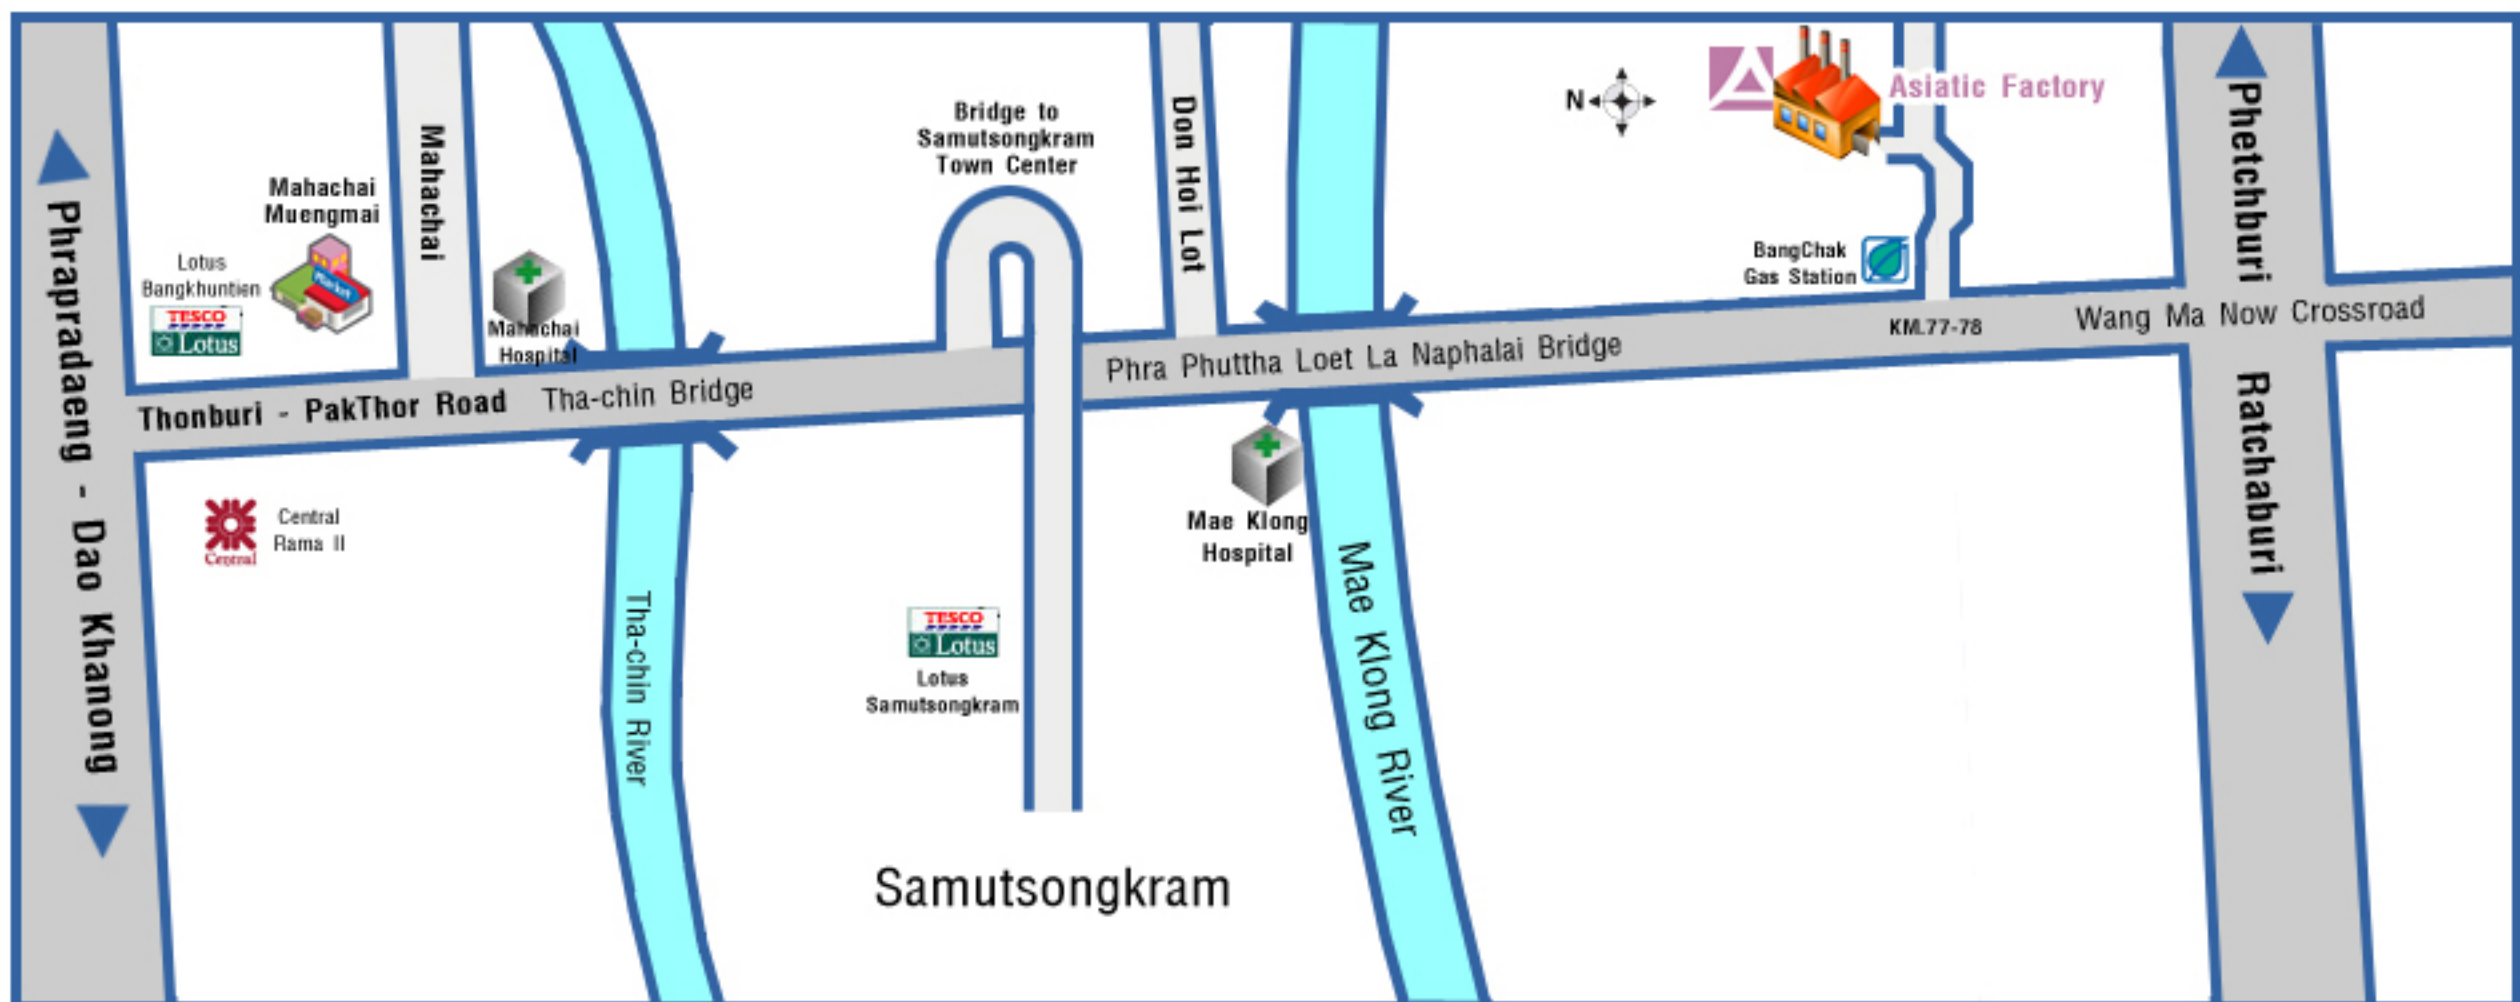 Phrapradaeng - Dao Khanong
Lotus
Bangkhuntien
TESCO
Lotus
Mahachai
Muengmai
Market
Mahachai
Mahachai
Hospital
Thonburi - PakThor Road
Tha-chin Bridge
Central
Central
Rama II
Tha-chin River
Bridge to
Samutsongkram
Town Center
TESCO
Lotus
Lotus
Samutsongkram
Samutsongkram
Don Hoi Lot
Phra Phuttha Loet La Naphalai Bridge
Mae Klong
Hospital
Mae Klong River
N
Asiatic Factory
BangChak
Gas Station
KM.77-78
Wang Ma Now Crossroad
Phetchburi
Ratchaburi